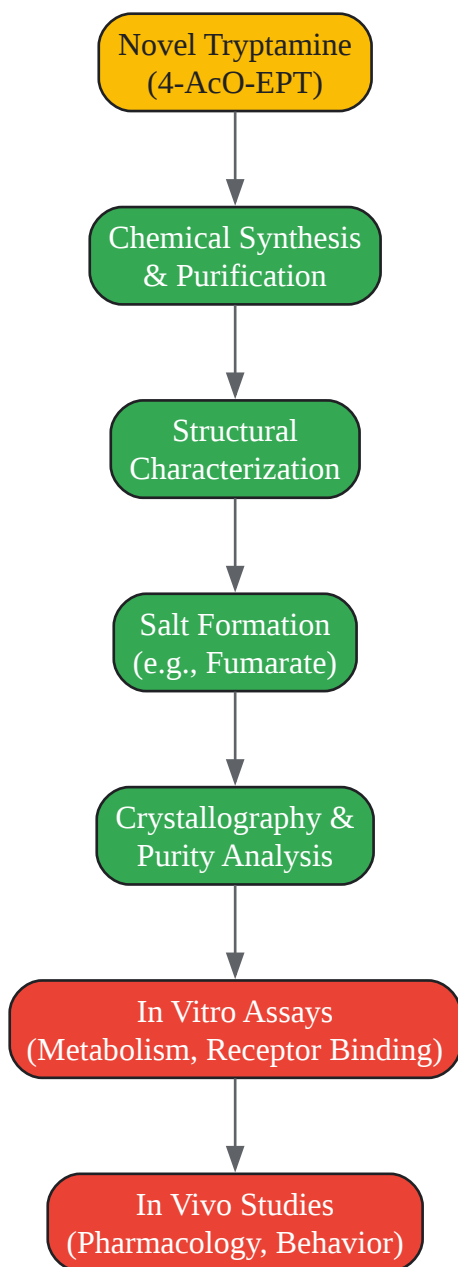 Novel Tryptamine
(4-AcO-EPT)
Chemical Synthesis
& Purification
Structural
Characterization
Salt Formation
(e.g., Fumarate)
Crystallography &
Purity Analysis
In Vitro Assays
(Metabolism, Receptor Binding)
In Vivo Studies
(Pharmacology, Behavior)